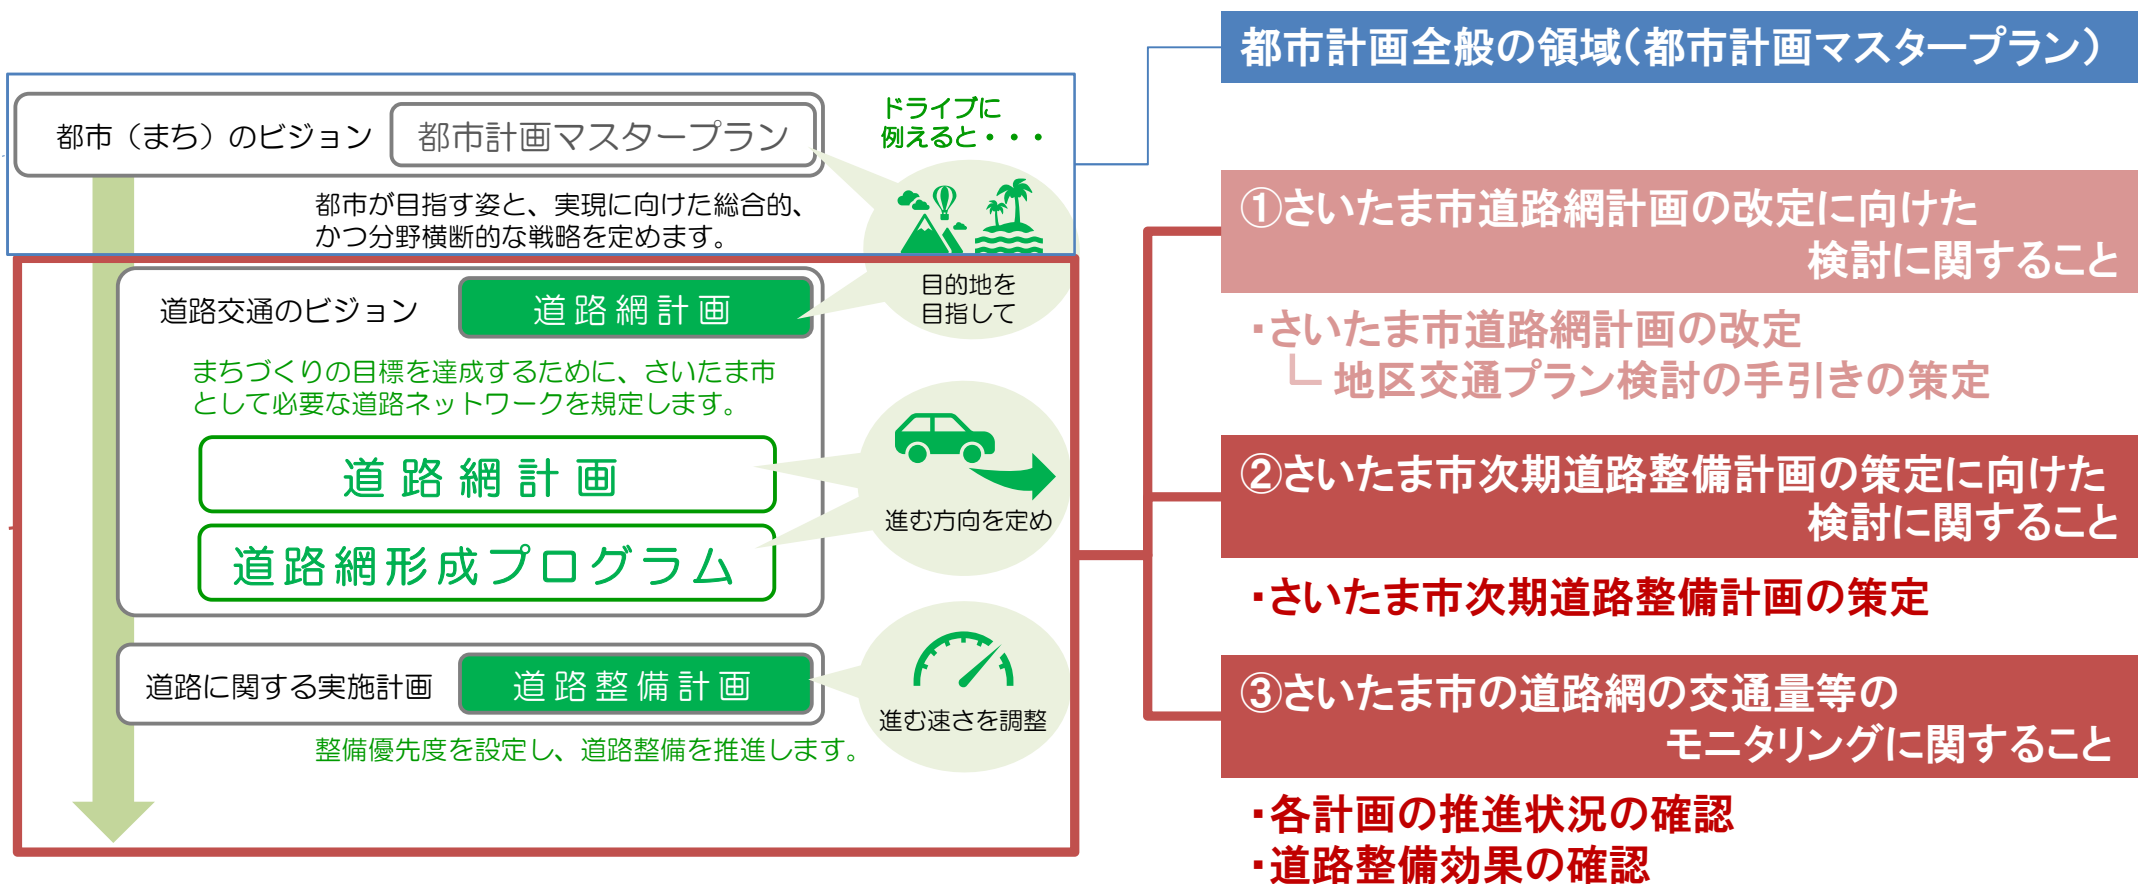 都市計画全般の領域(都市計画マスタープラン)
都市(まち)のビジョン
都市計画マスタープラン
ドライブに
例えると・・・
都市が目指す姿と、実現に向けた総合的、
かつ分野横断的な戦略を定めます。
目的地を
目指して
道路交通のビジョン
道路網計画
まちづくりの目標を達成するために、さいたま市
として必要な道路ネットワークを規定します。
道路網計画
道路網形成プログラム
進む方向を定め
道路に関する実施計画
道路整備計画
進む速さを調整
整備優先度を設定し、道路整備を推進します。
①さいたま市道路網計画の改定に向けた
検討に関すること
・さいたま市道路網計画の改定
地区交通プラン検討の手引きの策定
②さいたま市次期道路整備計画の策定に向けた
検討に関すること
・さいたま市次期道路整備計画の策定
③さいたま市の道路網の交通量等の
モニタリングに関すること
・各計画の推進状況の確認
・道路整備効果の確認